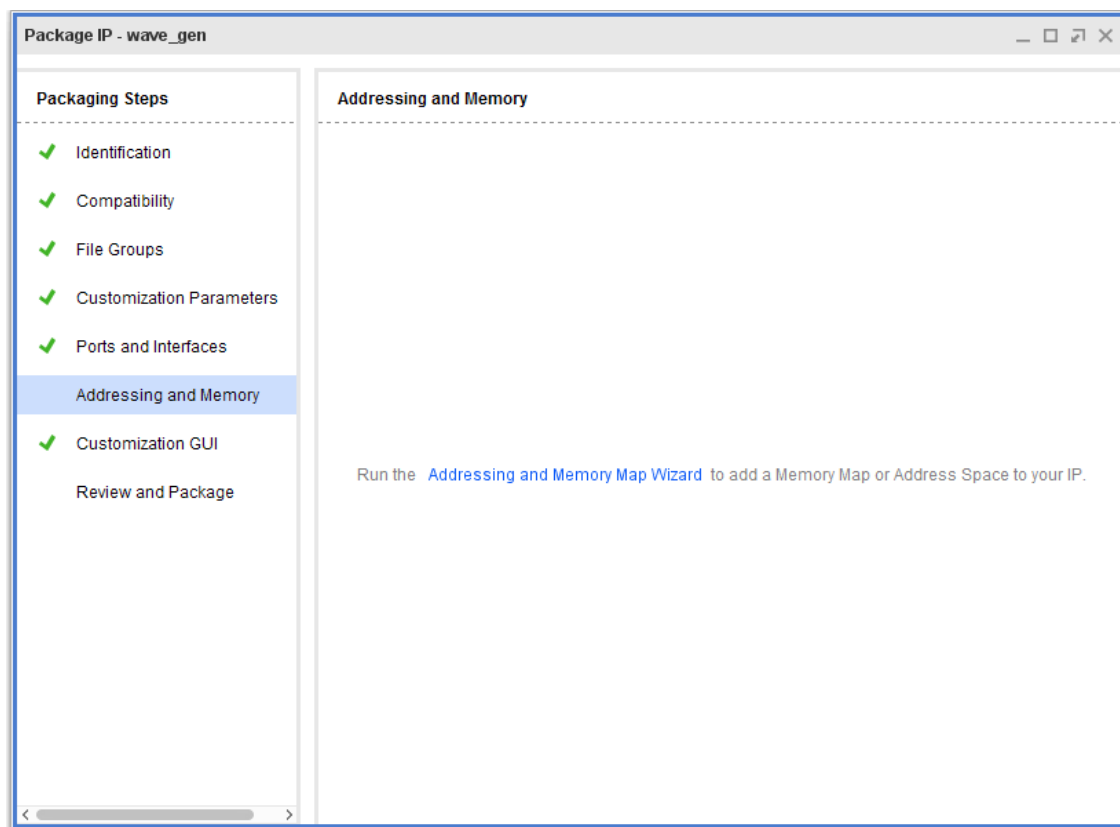 Package IP - wave_gen
Packaging Steps
Identification
Compatibility
File Groups
Customization Parameters
Ports and Interfaces
Addressing and Memory
Customization GUI
Review and Package
Addressing and Memory
Run the Addressing and Memory Map Wizard to add a Memory Map or Address Space to your IP.